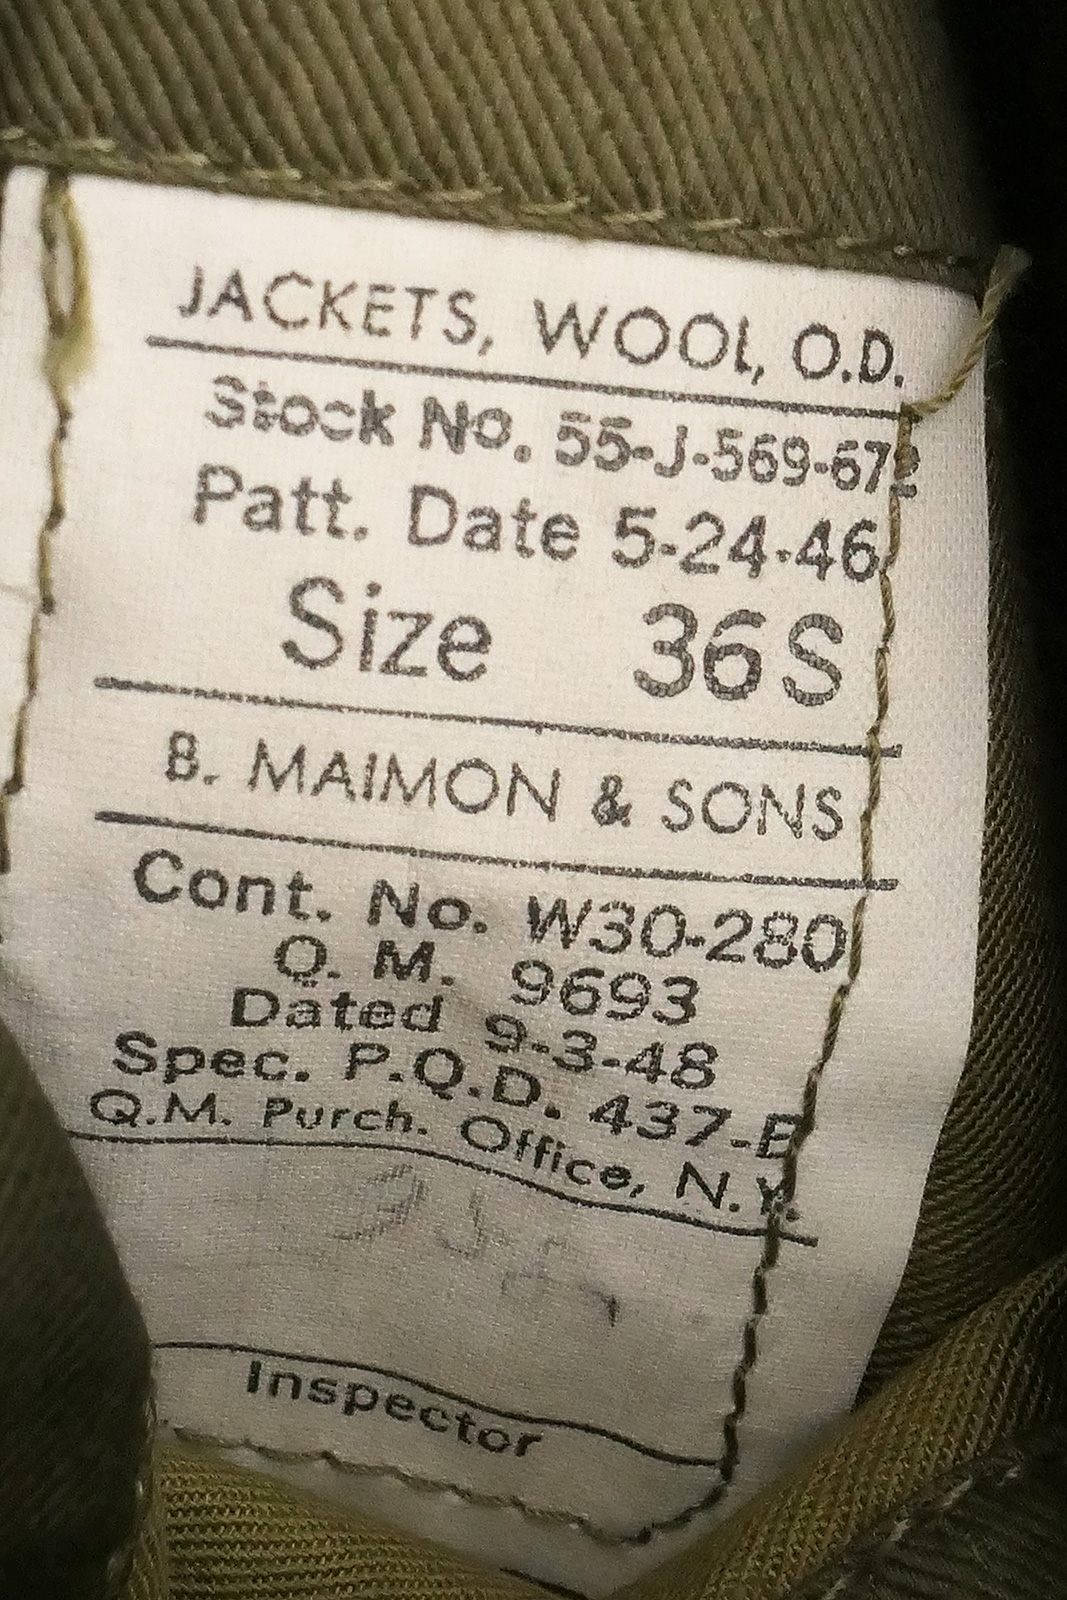 JACKETS, WOOL, O.D.
Stock No. 55-J-569-672
Patt. Date 5-24-46
Size 36S
B. MAIMON & SONS
Cont. No. W30-280
Q. M. 9693
Dated 9-3-48
Spec. P.Q.D. 437-E
Q.M. Purch. Office, N.Y.
Inspector